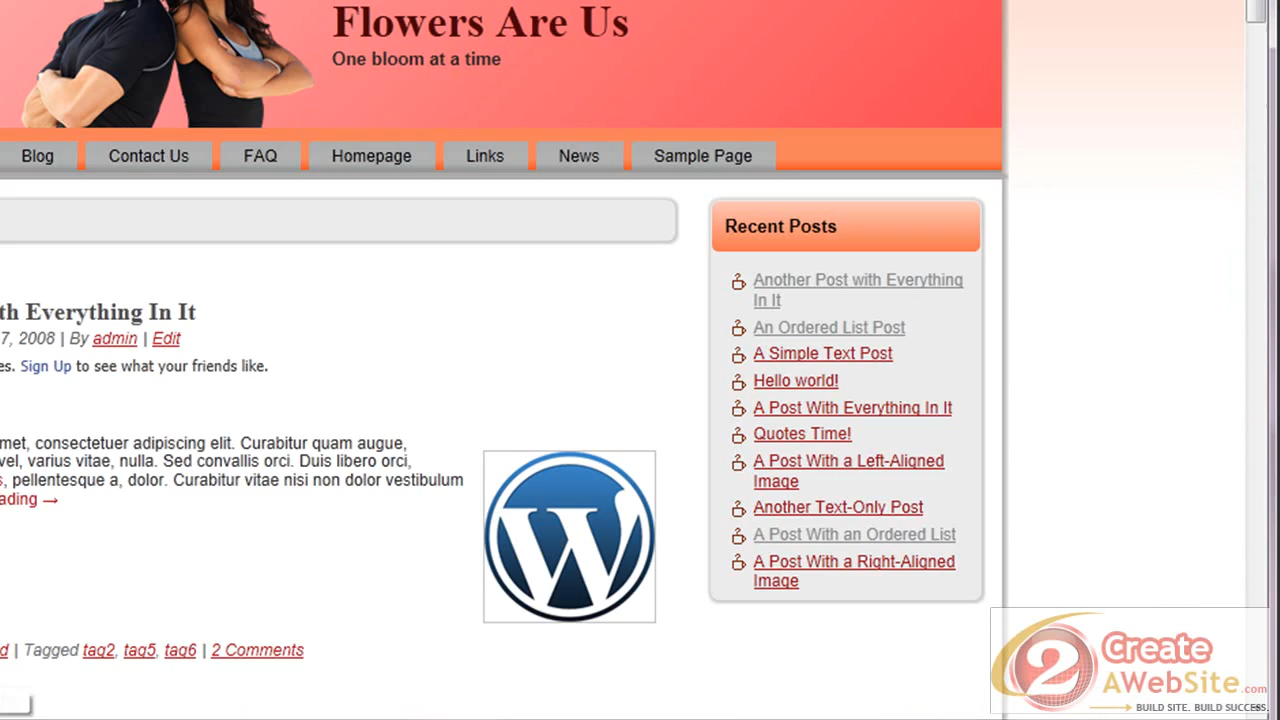 Flowers Are Us
One bloom at a time
Blog
Contact Us
FAQ
Homepage
Links
News
Sample Page
th Everything In It
7, 2008 | By admin | Edit
es. Sign Up to see what your friends like.
met, consectetuer adipiscing elit. Curabitur quam augue,
vel, varius vitae, nulla. Sed convallis orci. Duis libero orci,
s, pellentesque a, dolor. Curabitur vitae nisi non dolor vestibulum
ading →
d | Tagged tag2, tag5, tag6 | 2 Comments
Recent Posts
Another Post with Everything
In It
An Ordered List Post
A Simple Text Post
Hello world!
A Post With Everything In It
Quotes Time!
A Post With a Left-Aligned
Image
Another Text-Only Post
A Post With an Ordered List
A Post With a Right-Aligned
Image
2 Create
AWebSite.com
BUILD SITE. BUILD SUCCESS.